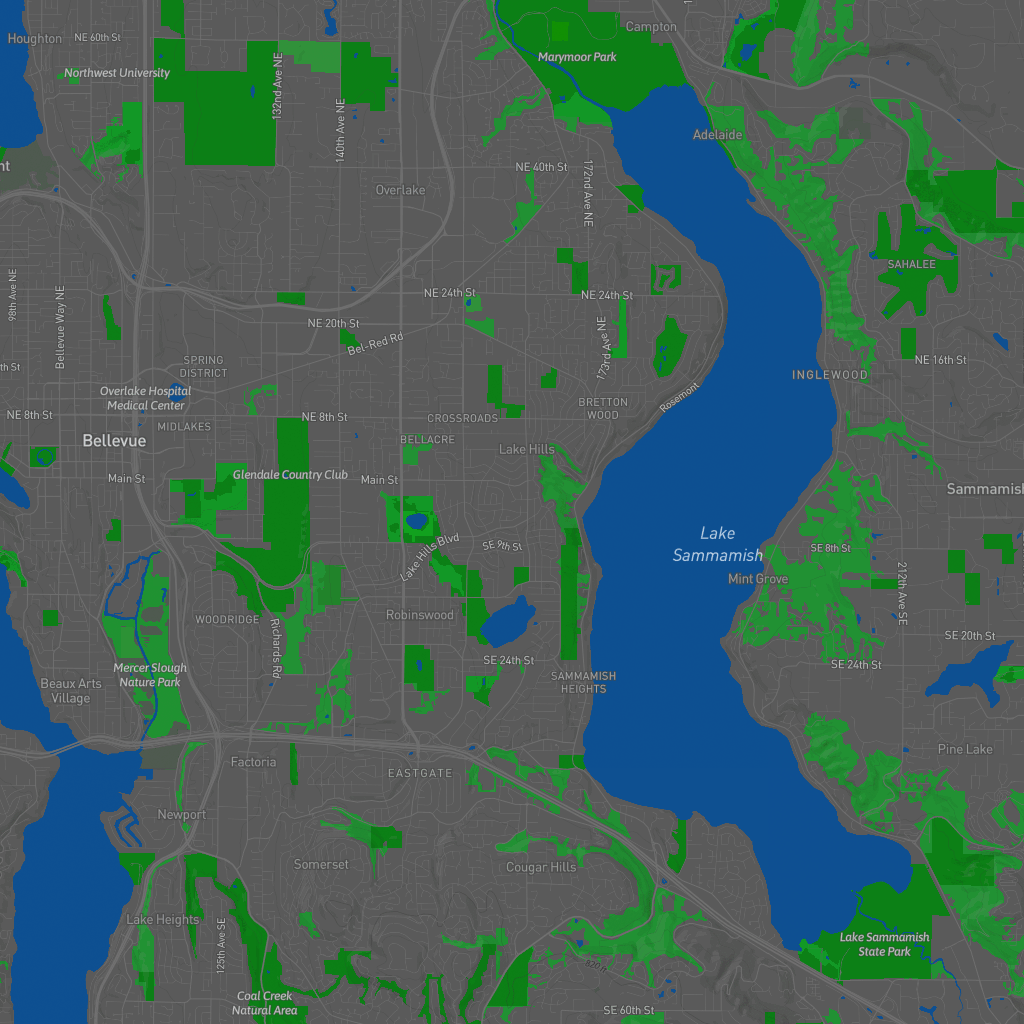 Campton
Houghton
NE 60th St
Marymoor Park
Northwest University
132nd Ave NE
140th Ave NE
Adelaide
NE 40th St
172nd Ave NE
Overlake
SAHALEE
98th Ave NE
Bellevue Way NE
NE 24th St
NE 24th St
NE 20th St
Bel-Red Rd
173rd Ave NE
SPRING
DISTRICT
NE 16th St
INGLEWOOD
Overlake Hospital
Medical Center
Rosemont
BRETTON
WOOD
NE 8th St
NE 8th St
MIDLAKES
CROSSROADS
Bellevue
BELLACRE
Lake Hills
Main St
Glendale Country Club
Main St
Sammamish
Lake
Sammamish
Lake Hills Blvd
SE 9th St
SE 8th St
Mint Grove
212th Ave SE
WOODRIDGE
Robinswood
Richards Rd
SE 20th St
SE 24th St
SE 24th St
Mercer Slough
Nature Park
Beaux Arts
Village
SAMMAMISH
HEIGHTS
Pine Lake
Factoria
EASTGATE
Newport
Somerset
Cougar Hills
Lake Heights
125th Ave SE
Lake Sammamish
State Park
920 ft
Coal Creek
Natural Area
SE 60th St